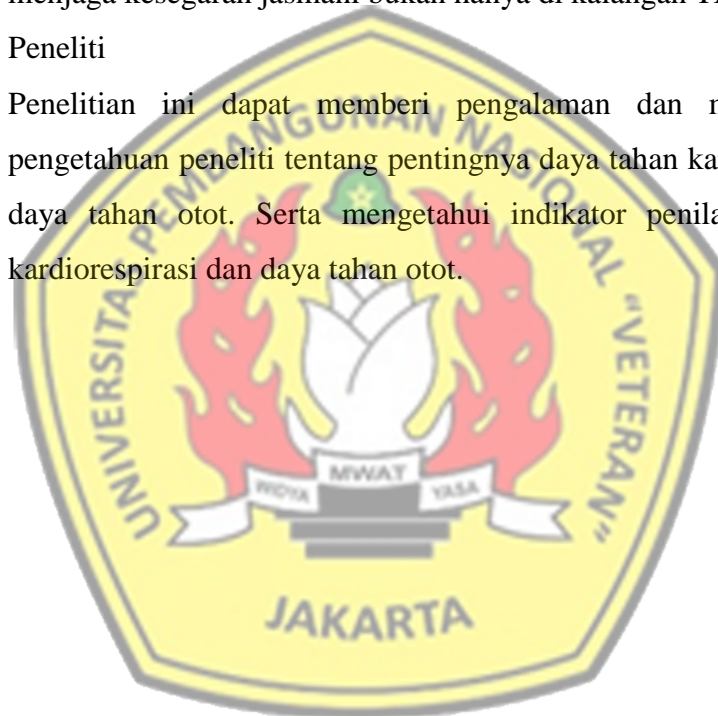 menjaga kesegaran jasmani bukan hanya di kalangan
Peneliti
Penelitian ini dapat memberi pengalaman dan
pengetahuan peneliti tentang pentingnya daya tahan
daya tahan otot. Serta mengetahui indikator
kardiorespirasi dan daya tahan otot.
UNIVERSITAS PEMBANGUNAN NASIONAL "VETERAN"
WIDYA MWAT YASA
JAKARTA